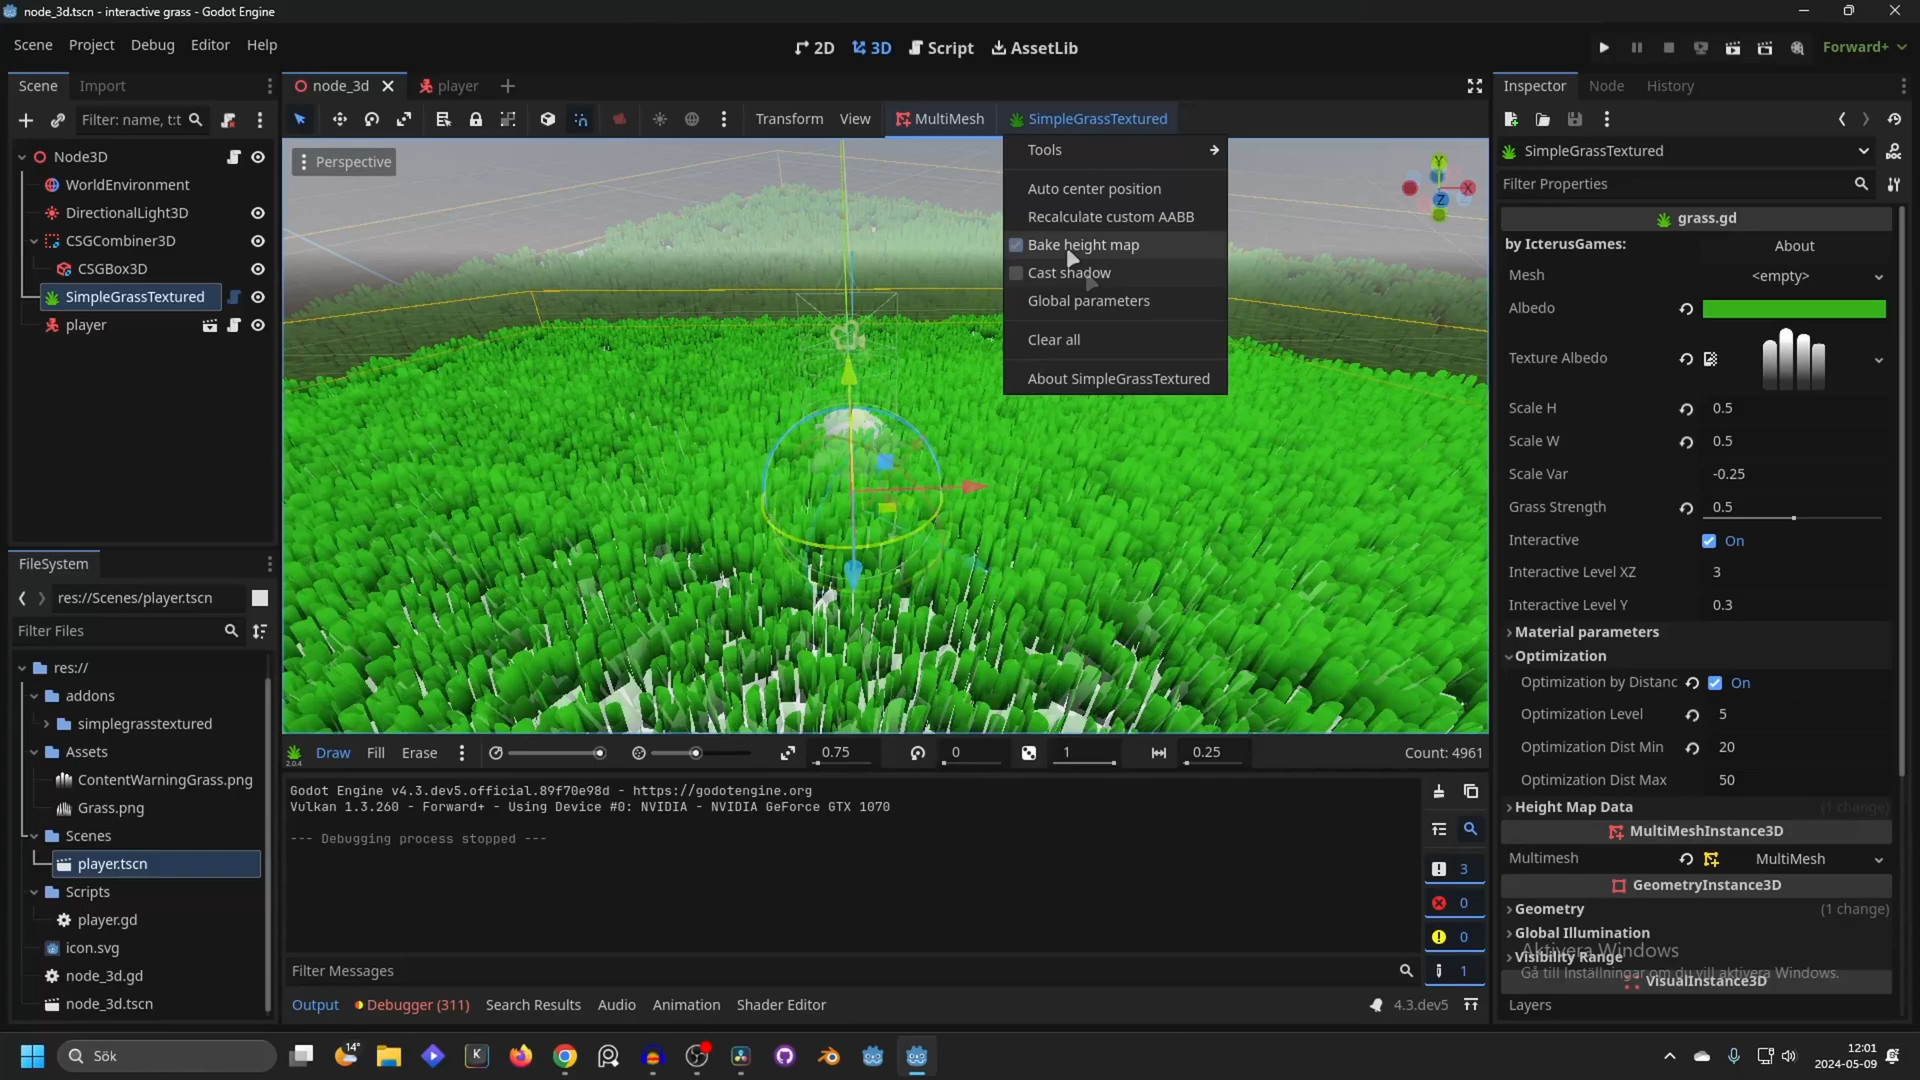 node_3d.tscn - interactive grass - Godot Engine
Scene Project Debug Editor Help
2D 3D Script AssetLib
Forward+
Scene Import
node_3d player
Inspector Node History
Filter: name, t:t
Transform View MultiMesh SimpleGrassTextured
Node3D
WorldEnvironment
DirectionalLight3D
CSGCombiner3D
CSGBox3D
SimpleGrassTextured
player
Perspective
Tools
Auto center position
Recalculate custom AABB
Bake height map
Cast shadow
Global parameters
Clear all
About SimpleGrassTextured
Y
X
Z
SimpleGrassTextured
Filter Properties
grass.gd
by IcterusGames: About
Mesh <empty>
Albedo
Texture Albedo
Scale H 0.5
Scale W 0.5
Scale Var -0.25
Grass Strength 0.5
Interactive On
Interactive Level XZ 3
Interactive Level Y 0.3
Material parameters
Optimization
Optimization by Distanc On
Optimization Level 5
Optimization Dist Min 20
Optimization Dist Max 50
Height Map Data (1 change)
MultiMeshInstance3D
Multimesh MultiMesh
GeometryInstance3D
Geometry (1 change)
Global Illumination
Visibility Range
VisualInstance3D
Layers
Aktivera Windows
Gå till Inställningar om du vill aktivera Windows.
FileSystem
res://Scenes/player.tscn
Filter Files
res://
addons
simplegrasstextured
Assets
ContentWarningGrass.png
Grass.png
Scenes
player.tscn
Scripts
player.gd
icon.svg
node_3d.gd
node_3d.tscn
2.0.4
Draw Fill Erase 0.75 0 1 0.25 Count: 4961
Godot Engine v4.3.dev5.official.89f70e98d - https://godotengine.org
Vulkan 1.3.260 - Forward+ - Using Device #0: NVIDIA - NVIDIA GeForce GTX 1070
--- Debugging process stopped ---
3
0
0
1
Filter Messages
Output Debugger (311) Search Results Audio Animation Shader Editor 4.3.dev5
Sök
14°
K
12:01
2024-05-09